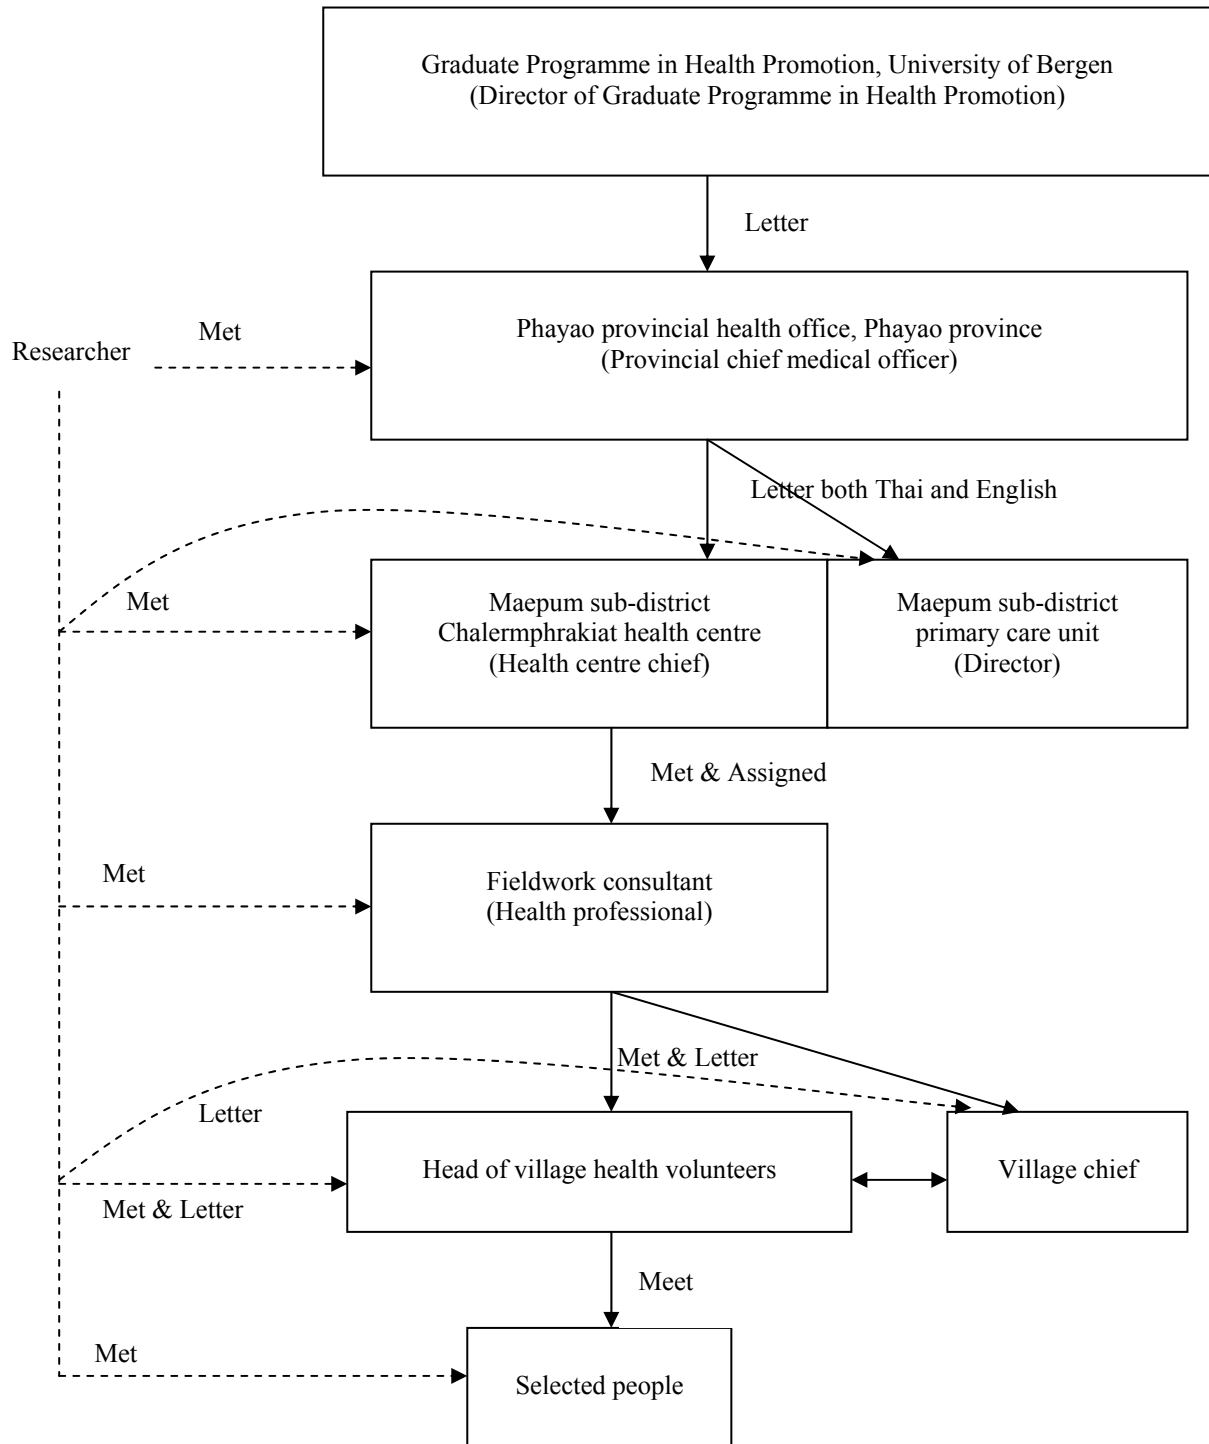 Graduate Programme in Health Promotion, University of Bergen
(Director of Graduate Programme in Health Promotion)
Letter
Met
Researcher
Phayao provincial health office, Phayao province
(Provincial chief medical officer)
Letter both Thai and English
Met
Maepum sub-district
Chalermphrakiat health centre
(Health centre chief)
Maepum sub-district
primary care unit
(Director)
Met & Assigned
Met
Fieldwork consultant
(Health professional)
Met & Letter
Letter
Head of village health volunteers
Village chief
Met & Letter
Meet
Met
Selected people